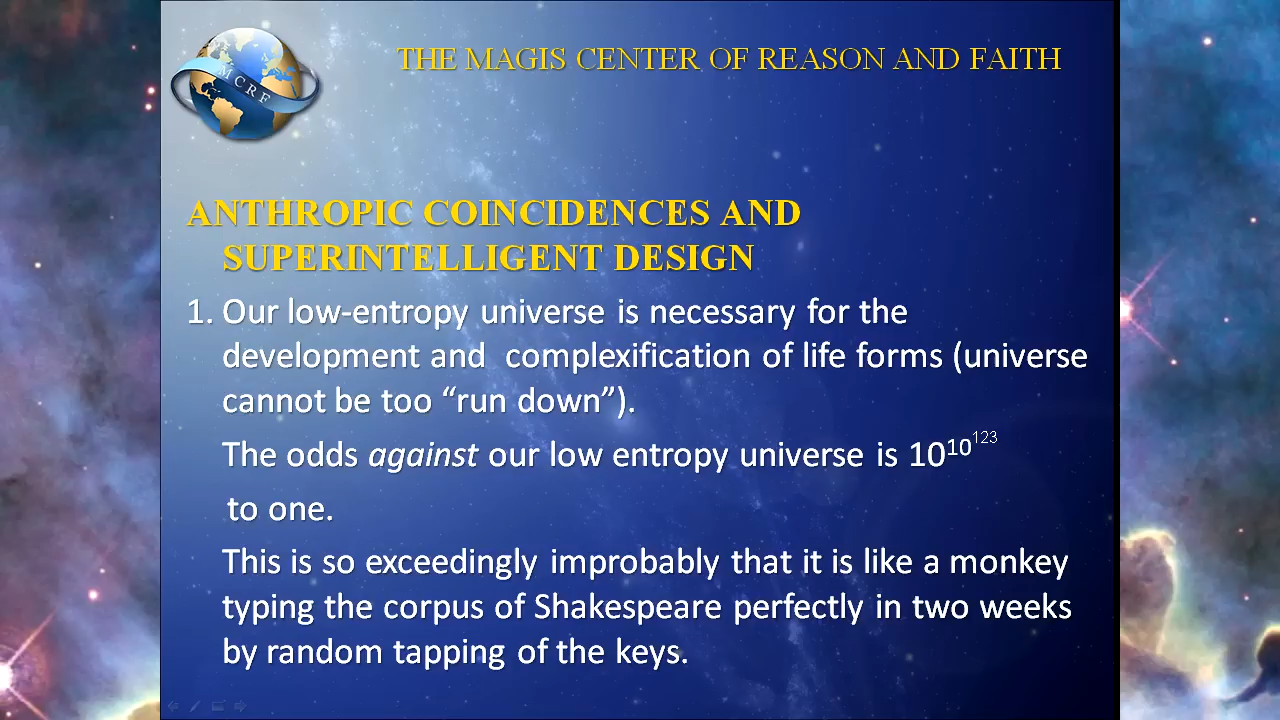 MCRF
THE MAGIS CENTER OF REASON AND FAITH
ANTHROPIC COINCIDENCES AND
SUPERINTELLIGENT DESIGN
1. Our low-entropy universe is necessary for the
development and complexification of life forms (universe
cannot be too “run down”).
The odds against our low entropy universe is 10^10^123
to one.
This is so exceedingly improbably that it is like a monkey
typing the corpus of Shakespeare perfectly in two weeks
by random tapping of the keys.